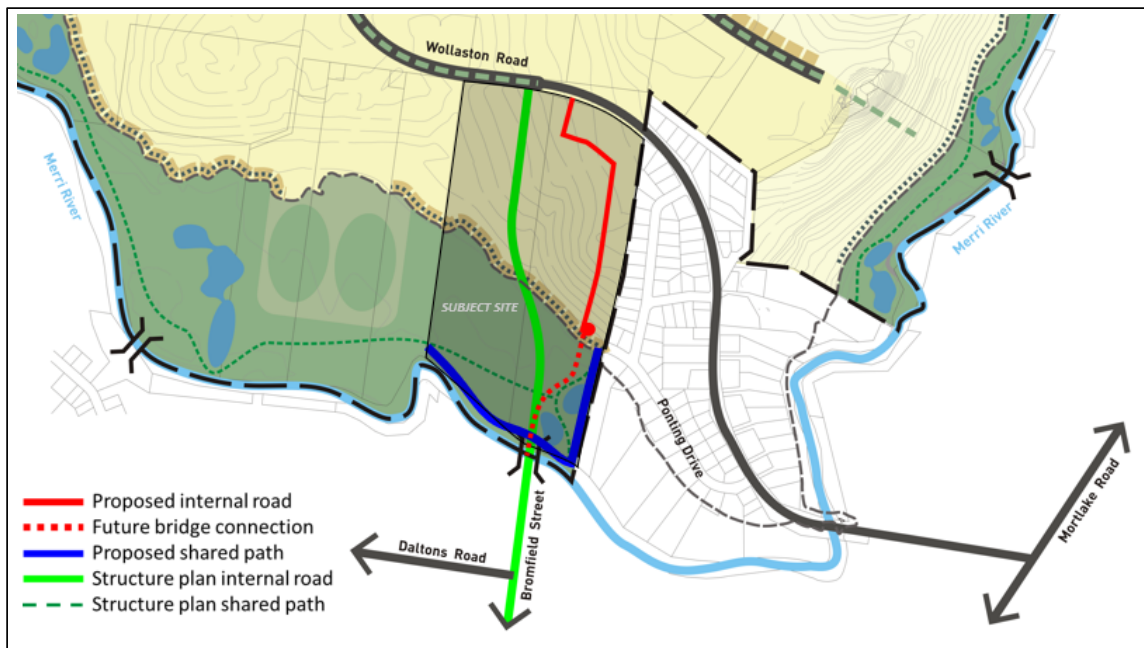 Wollaston Road
Merri River
Merri River
SUBJECT SITE
Ponting Drive
Mortlake Road
Bromfield Street
Daltons Road
Proposed internal road
Future bridge connection
Proposed shared path
Structure plan internal road
Structure plan shared path